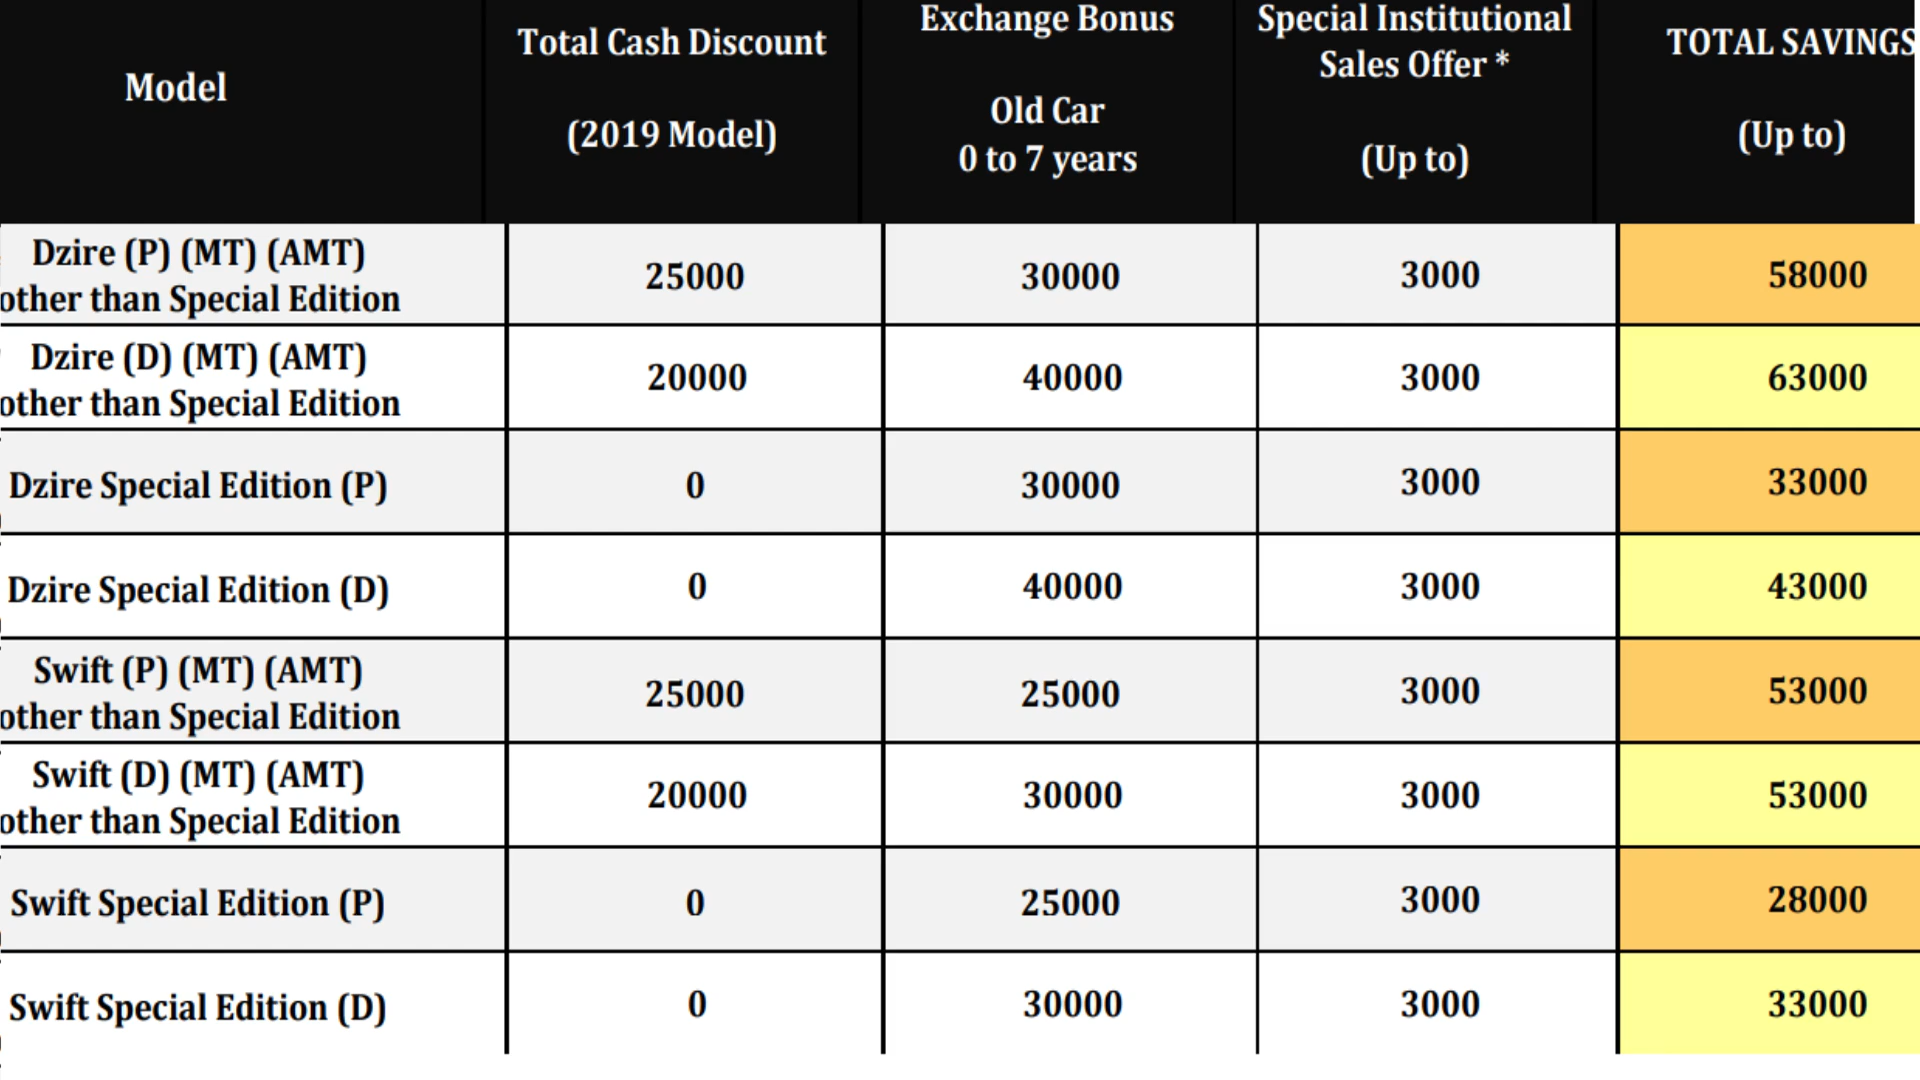 Model
Total Cash Discount
(2019 Model)
Exchange Bonus
Old Car
0 to 7 years
Special Institutional
Sales Offer *
(Up to)
TOTAL SAVINGS
(Up to)
Dzire (P) (MT) (AMT)
other than Special Edition
25000
30000
3000
58000
Dzire (D) (MT) (AMT)
other than Special Edition
20000
40000
3000
63000
Dzire Special Edition (P)
0
30000
3000
33000
Dzire Special Edition (D)
0
40000
3000
43000
Swift (P) (MT) (AMT)
other than Special Edition
25000
25000
3000
53000
Swift (D) (MT) (AMT)
other than Special Edition
20000
30000
3000
53000
Swift Special Edition (P)
0
25000
3000
28000
Swift Special Edition (D)
0
30000
3000
33000